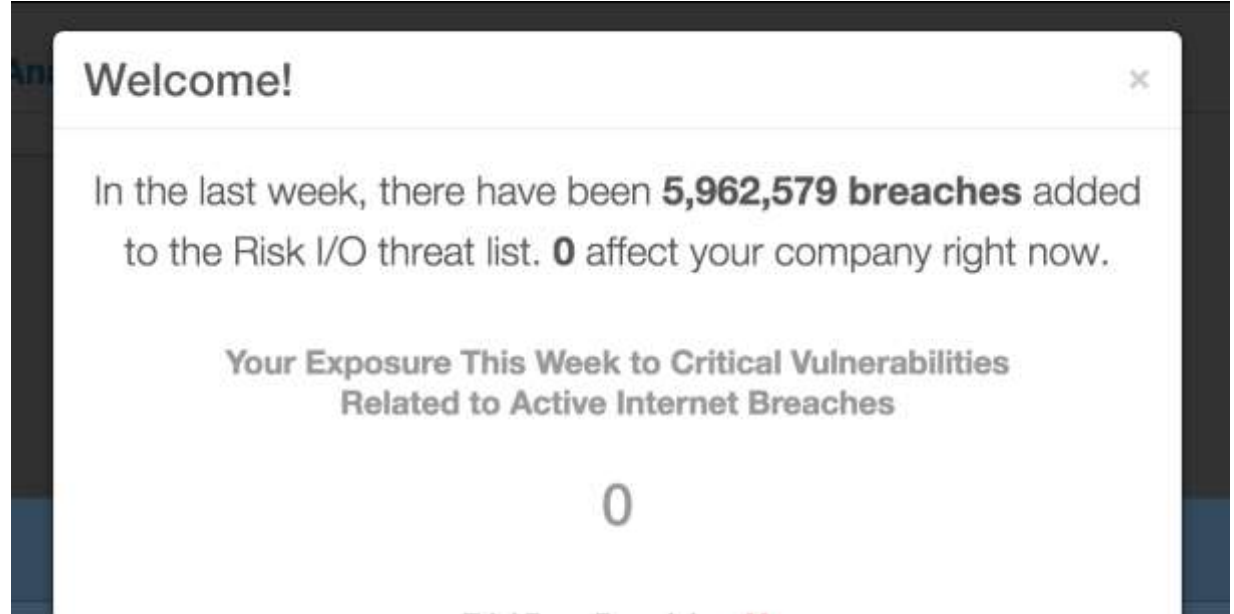 Welcome!
×
In the last week, there have been 5,962,579 breaches added
to the Risk I/O threat list. 0 affect your company right now.
Your Exposure This Week to Critical Vulnerabilities
Related to Active Internet Breaches
0